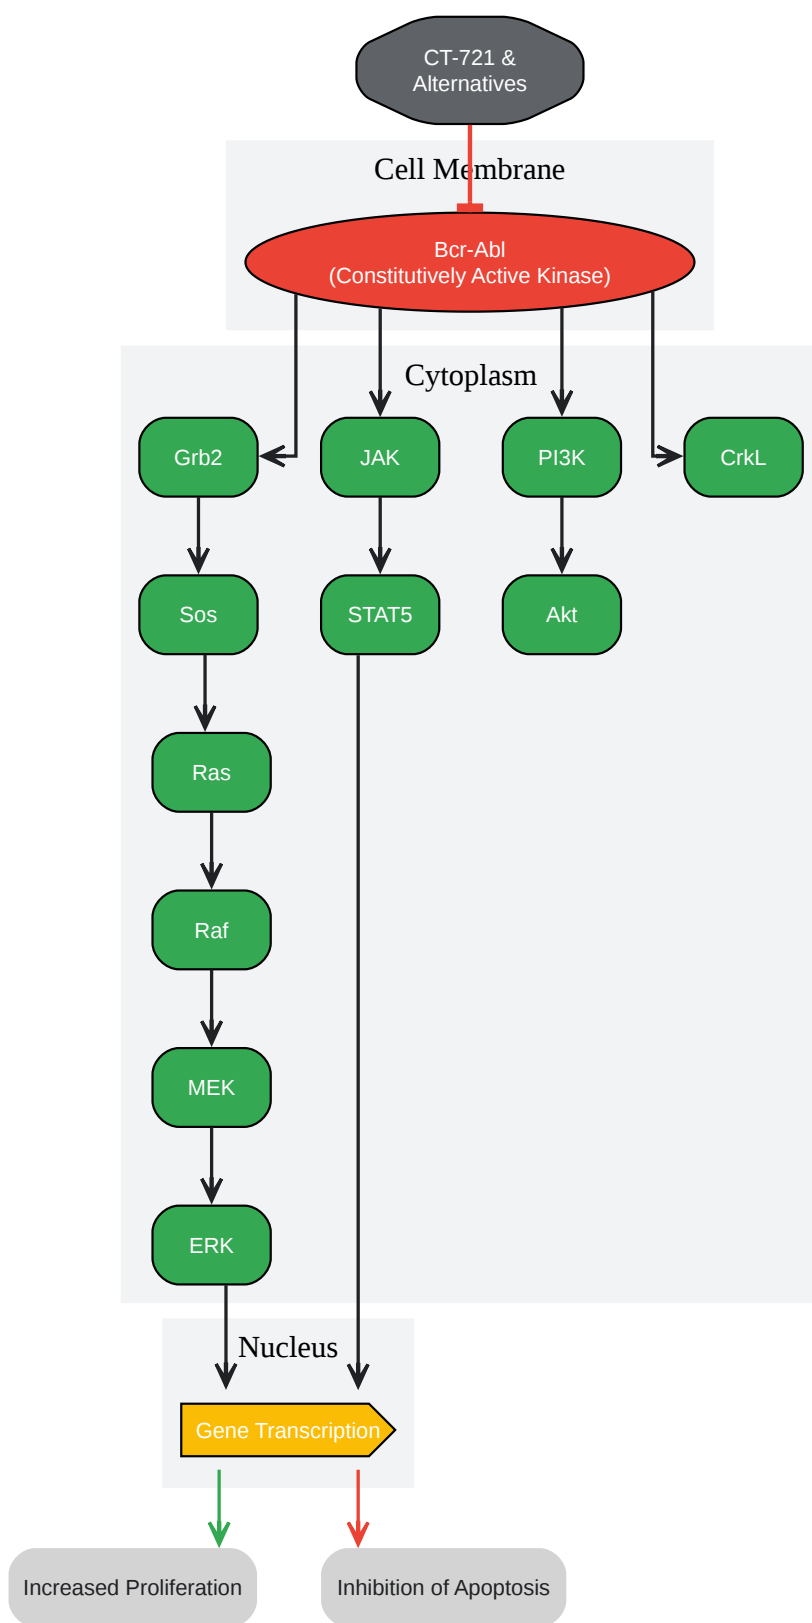 CT-721 &
Alternatives
Cell Membrane
Bcr-Abl
(Constitutively Active Kinase)
Cytoplasm
Grb2
JAK
PI3K
CrkL
Sos
STAT5
Akt
Ras
Raf
MEK
ERK
Nucleus
Gene Transcription
Increased Proliferation
Inhibition of Apoptosis